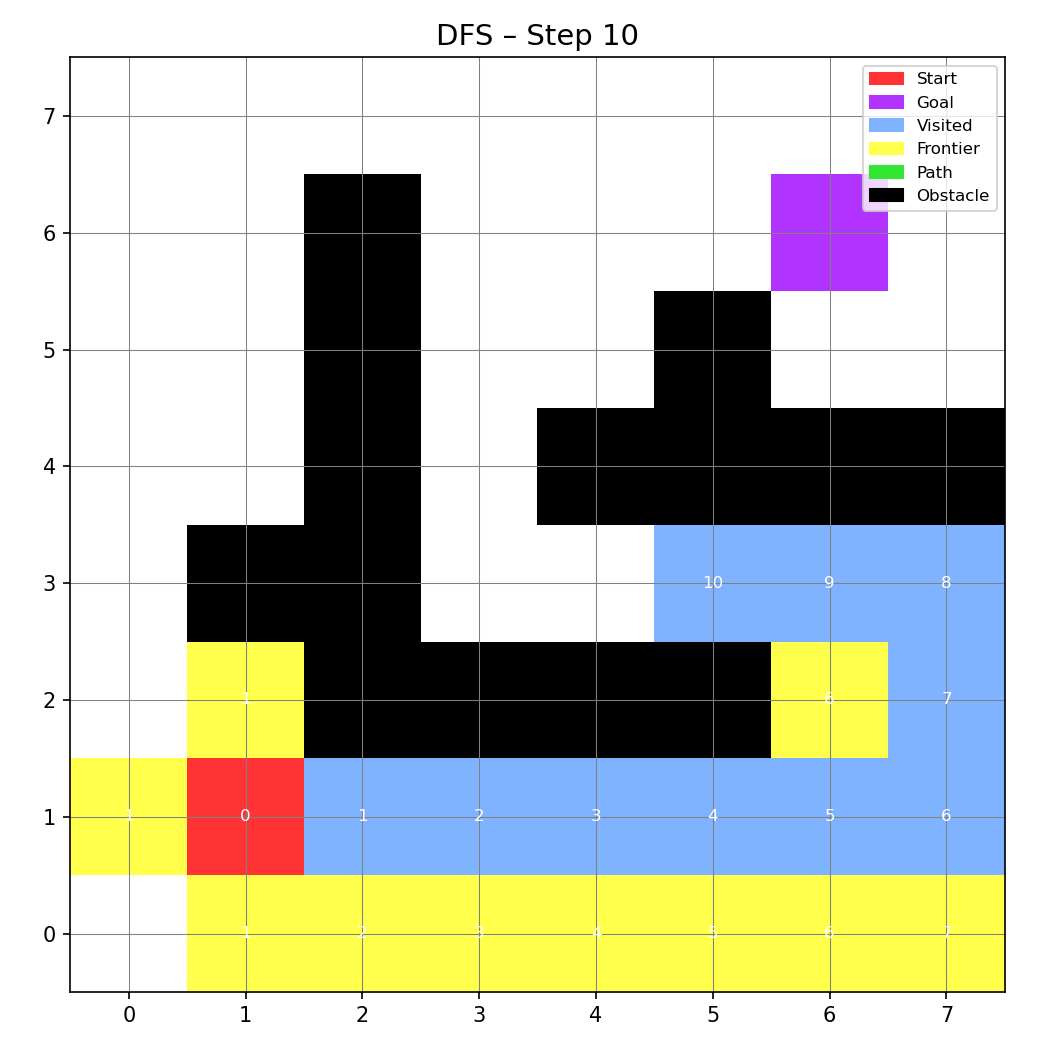 DFS – Step 10
Start
Goal
Visited
Frontier
Path
Obstacle
7
6
5
4
3 10 9 8
2 1 6 7
1 1 0 1 2 3 4 5 6
0 1 2 3 4 5 6 7
0 1 2 3 4 5 6 7